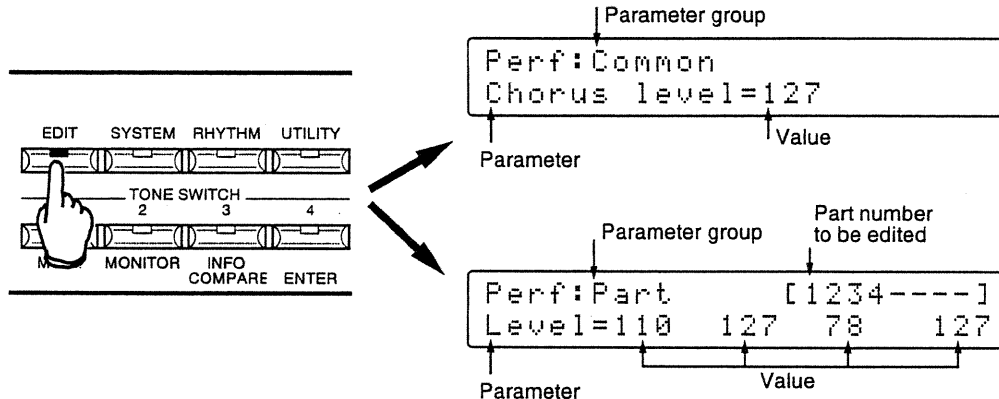 EDIT SYSTEM RHYTHM UTILITY
TONE SWITCH
2 3 4
MONITOR INFO COMPARE ENTER
Parameter group
Perf:Common
Chorus level=127
Parameter
Value
Parameter group
Part number
to be edited
Perf:Part [1234----]
Level=110 127 78 127
Parameter
Value